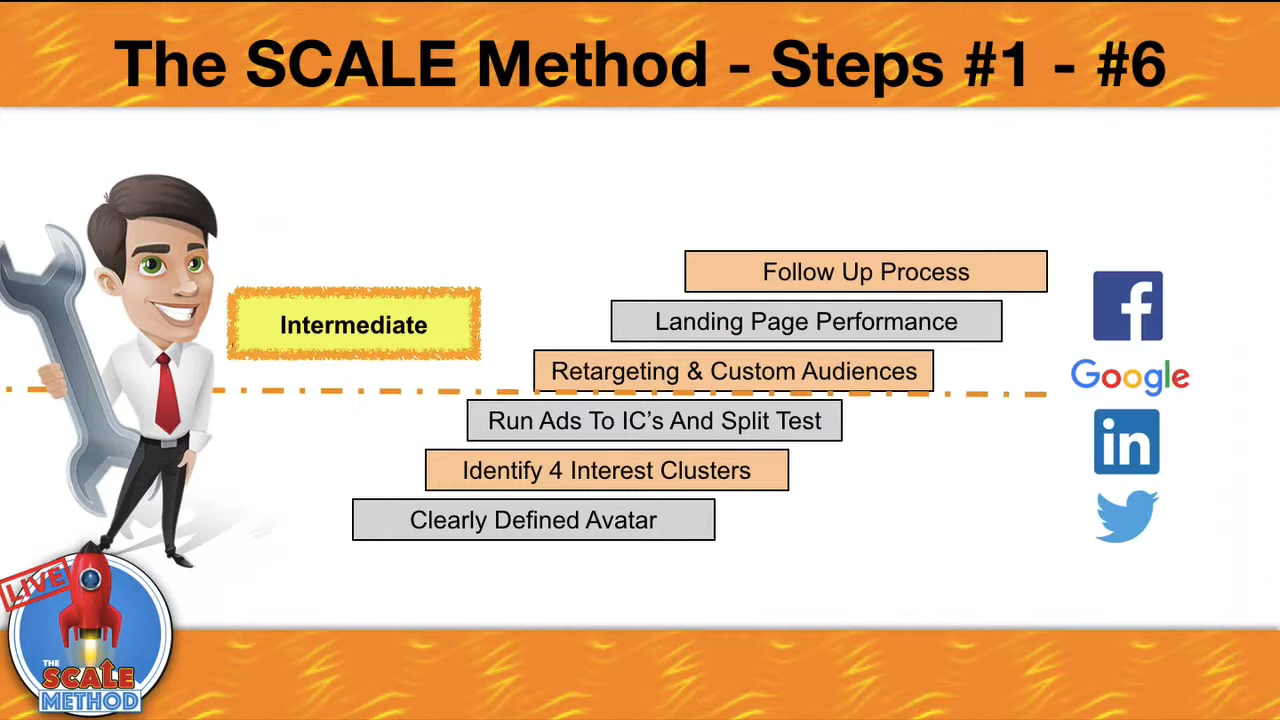 The SCALE Method - Steps #1 - #6
Follow Up Process
Intermediate
Landing Page Performance
Retargeting & Custom Audiences
Google
Run Ads To IC’s And Split Test
in
Identify 4 Interest Clusters
Clearly Defined Avatar
LIVE
THE
SCALE
METHOD